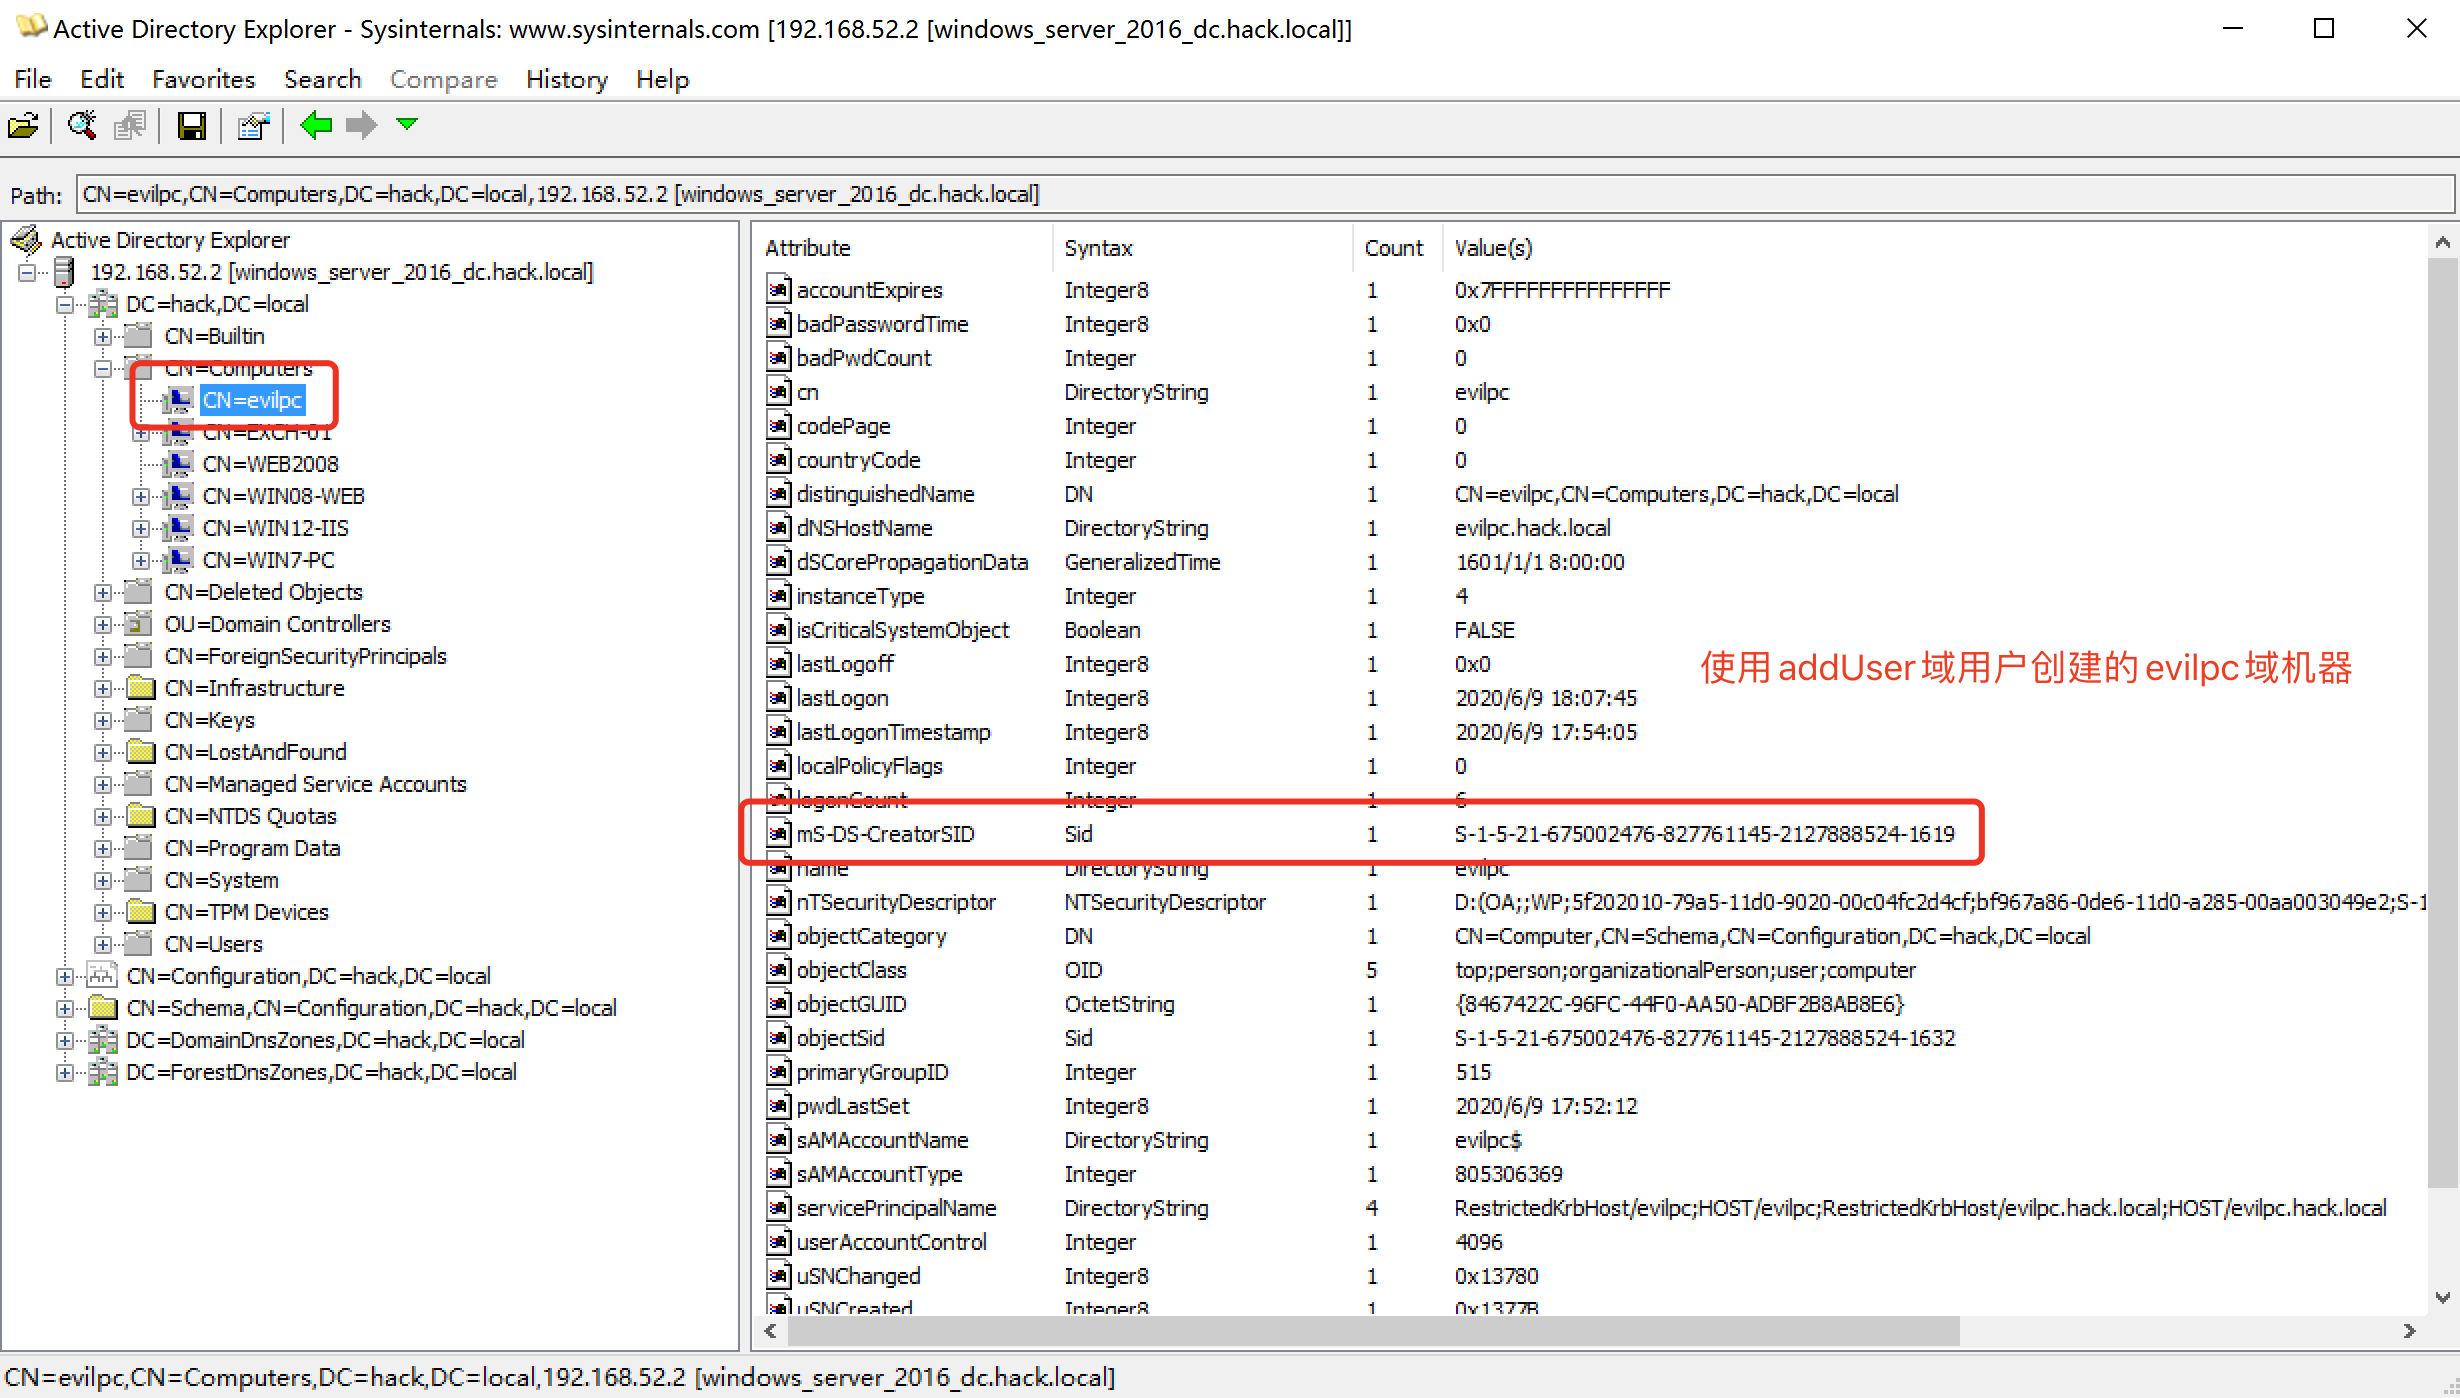 Active Directory Explorer - Sysinternals: www.sysinternals.com [192.168.52.2 [windows_server_2016_dc.hack.local]]
File Edit Favorites Search Compare History Help
Path: CN=evilpc,CN=Computers,DC=hack,DC=local,192.168.52.2 [windows_server_2016_dc.hack.local]
Active Directory Explorer
192.168.52.2 [windows_server_2016_dc.hack.local]
DC=hack,DC=local
CN=Builtin
CN=Computers
CN=evilpc
CN=EXCH-01
CN=WEB2008
CN=WIN08-WEB
CN=WIN12-IIS
CN=WIN7-PC
CN=Deleted Objects
OU=Domain Controllers
CN=ForeignSecurityPrincipals
CN=Infrastructure
CN=Keys
CN=LostAndFound
CN=Managed Service Accounts
CN=NTDS Quotas
CN=Program Data
CN=System
CN=TPM Devices
CN=Users
CN=Configuration,DC=hack,DC=local
CN=Schema,CN=Configuration,DC=hack,DC=local
DC=DomainDnsZones,DC=hack,DC=local
DC=ForestDnsZones,DC=hack,DC=local
Attribute Syntax Count Value(s)
accountExpires Integer8 1 0x7FFFFFFFFFFFFFFF
badPasswordTime Integer8 1 0x0
badPwdCount Integer 1 0
cn DirectoryString 1 evilpc
codePage Integer 1 0
countryCode Integer 1 0
distinguishedName DN 1 CN=evilpc,CN=Computers,DC=hack,DC=local
dNSHostName DirectoryString 1 evilpc.hack.local
dSCorePropagationData GeneralizedTime 1 1601/1/1 8:00:00
instanceType Integer 1 4
isCriticalSystemObject Boolean 1 FALSE
lastLogoff Integer8 1 0x0
使用addUser域用户创建的evilpc域机器
lastLogon Integer8 1 2020/6/9 18:07:45
lastLogonTimestamp Integer8 1 2020/6/9 17:54:05
localPolicyFlags Integer 1 0
logonCount Integer 1 6
mS-DS-CreatorSID Sid 1 S-1-5-21-675002476-827761145-2127888524-1619
name DirectoryString 1 evilpc
nTSecurityDescriptor NTSecurityDescriptor 1 D:(OA;;WP;5f202010-79a5-11d0-9020-00c04fc2d4cf;bf967a86-0de6-11d0-a285-00aa003049e2;S-1
objectCategory DN 1 CN=Computer,CN=Schema,CN=Configuration,DC=hack,DC=local
objectClass OID 5 top;person;organizationalPerson;user;computer
objectGUID OctetString 1 {8467422C-96FC-44F0-AA50-ADBF2B8AB8E6}
objectSid Sid 1 S-1-5-21-675002476-827761145-2127888524-1632
primaryGroupID Integer 1 515
pwdLastSet Integer8 1 2020/6/9 17:52:12
sAMAccountName DirectoryString 1 evilpc$
sAMAccountType Integer 1 805306369
servicePrincipalName DirectoryString 4 RestrictedKrbHost/evilpc;HOST/evilpc;RestrictedKrbHost/evilpc.hack.local;HOST/evilpc.hack.local
userAccountControl Integer 1 4096
uSNChanged Integer8 1 0x13780
uSNCreated Integer8 1 0x1377B
CN=evilpc,CN=Computers,DC=hack,DC=local,192.168.52.2 [windows_server_2016_dc.hack.local]